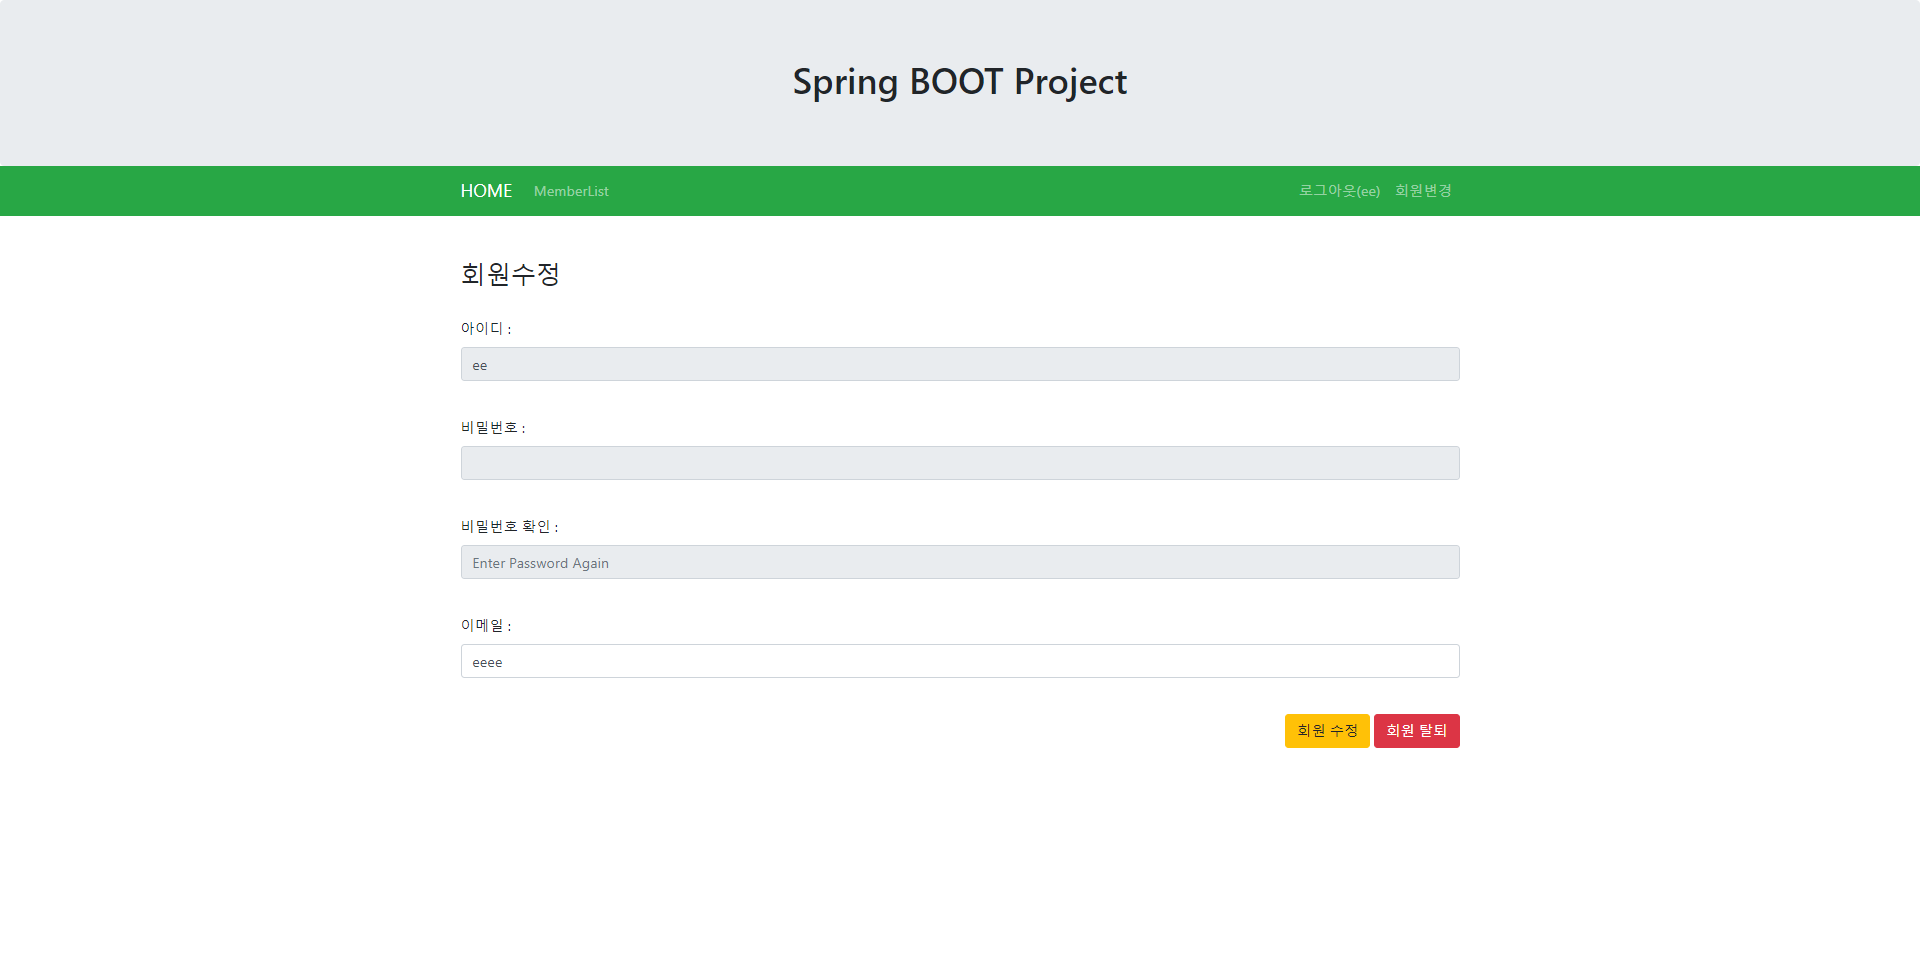 Spring BOOT Project
HOME MemberList 로그아웃(ee) 회원변경
회원수정
아이디 :
ee
비밀번호 :
비밀번호 확인 :
Enter Password Again
이메일 :
eeee
회원 수정 회원 탈퇴